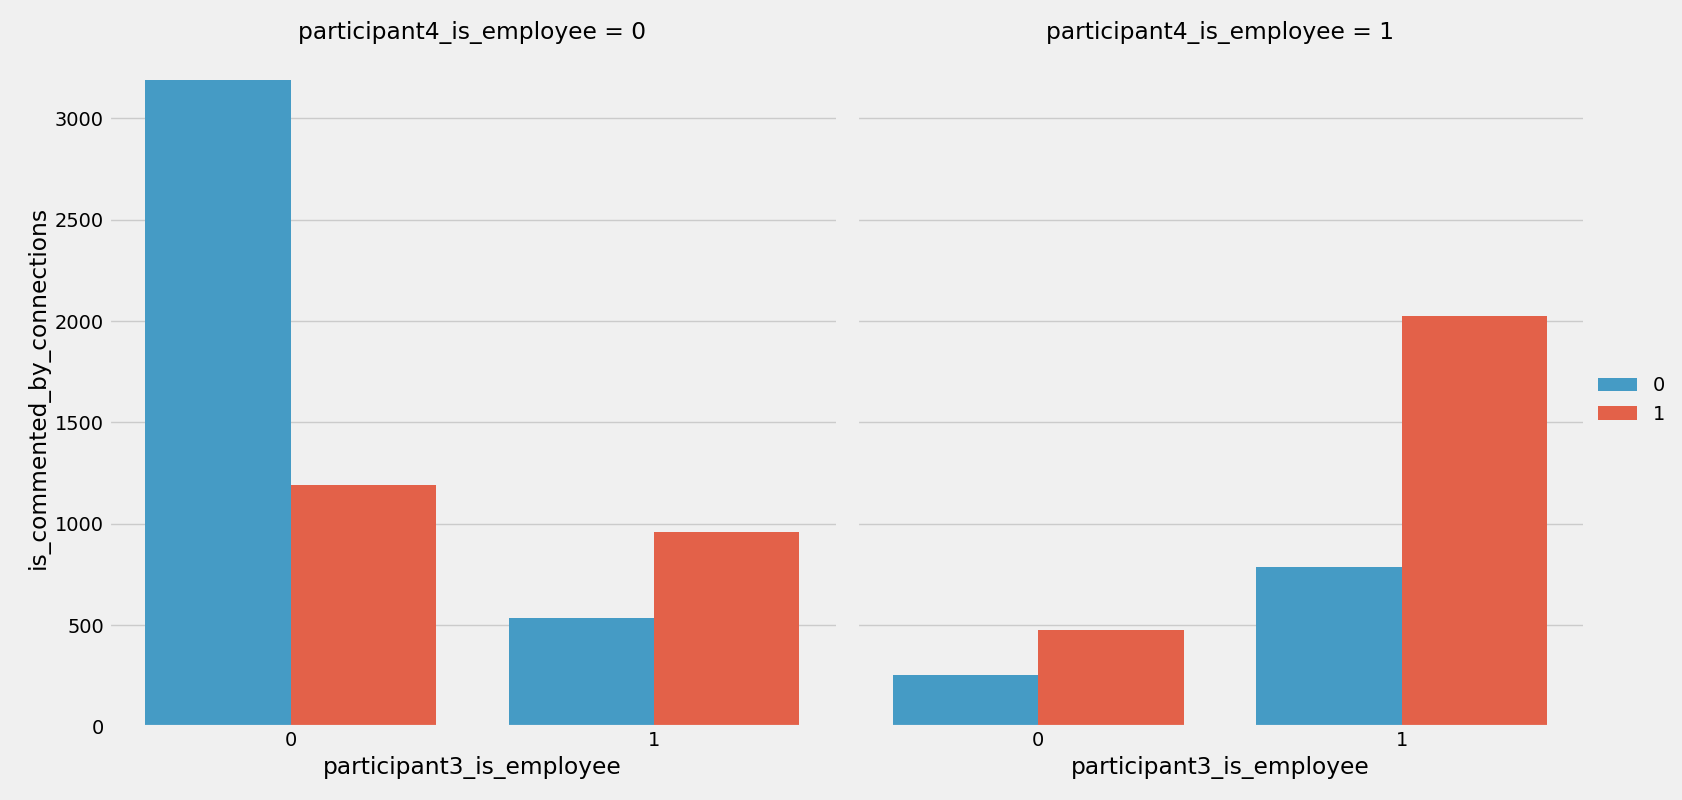 participant4_is_employee = 0
participant4_is_employee = 1
is_commented_by_connections
3000
2500
2000
1500
1000
500
0
0
1
0
1
participant3_is_employee
participant3_is_employee
0
1